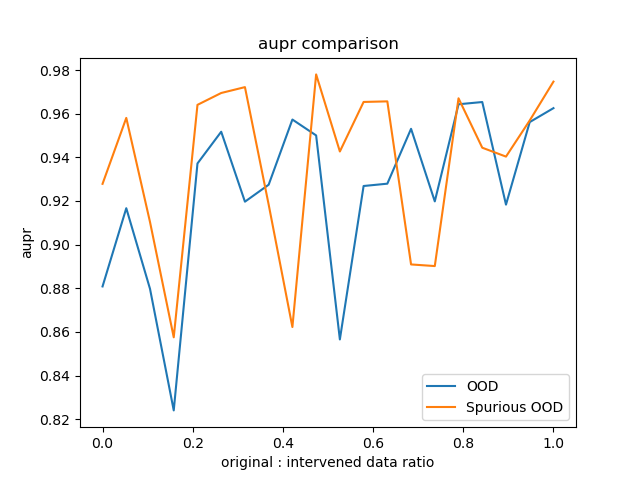 aupr comparison
0.98
0.96
0.94
0.92
0.90
0.88
0.86
0.84
0.82
aupr
OOD
Spurious OOD
0.0 0.2 0.4 0.6 0.8 1.0
original : intervened data ratio